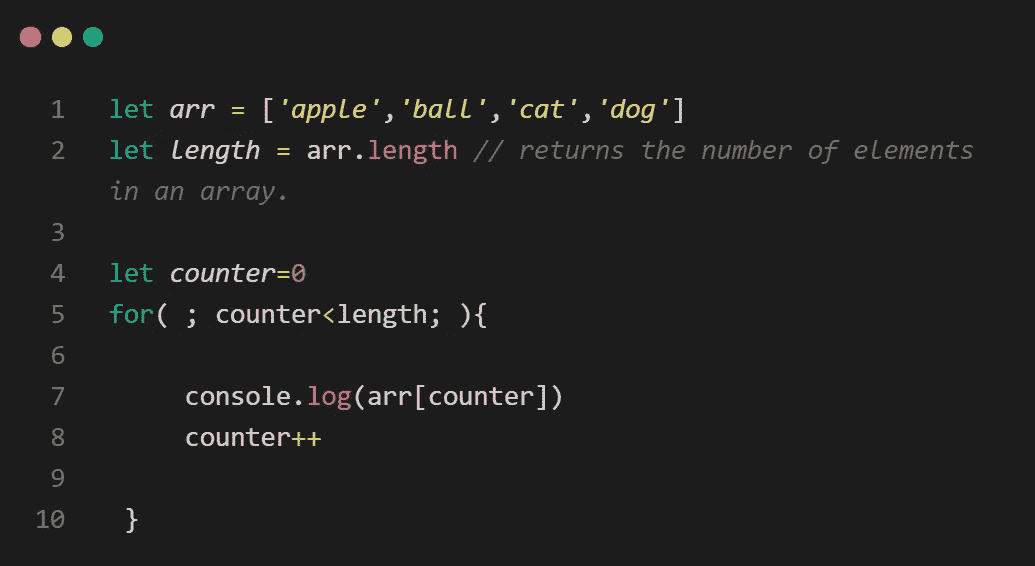 1 let arr = ['apple','ball','cat','dog']
2 let length = arr.length // returns the number of elements
in an array.
3
4 let counter=0
5 for( ; counter<length; ){
6
7 console.log(arr[counter])
8 counter++
9
10 }